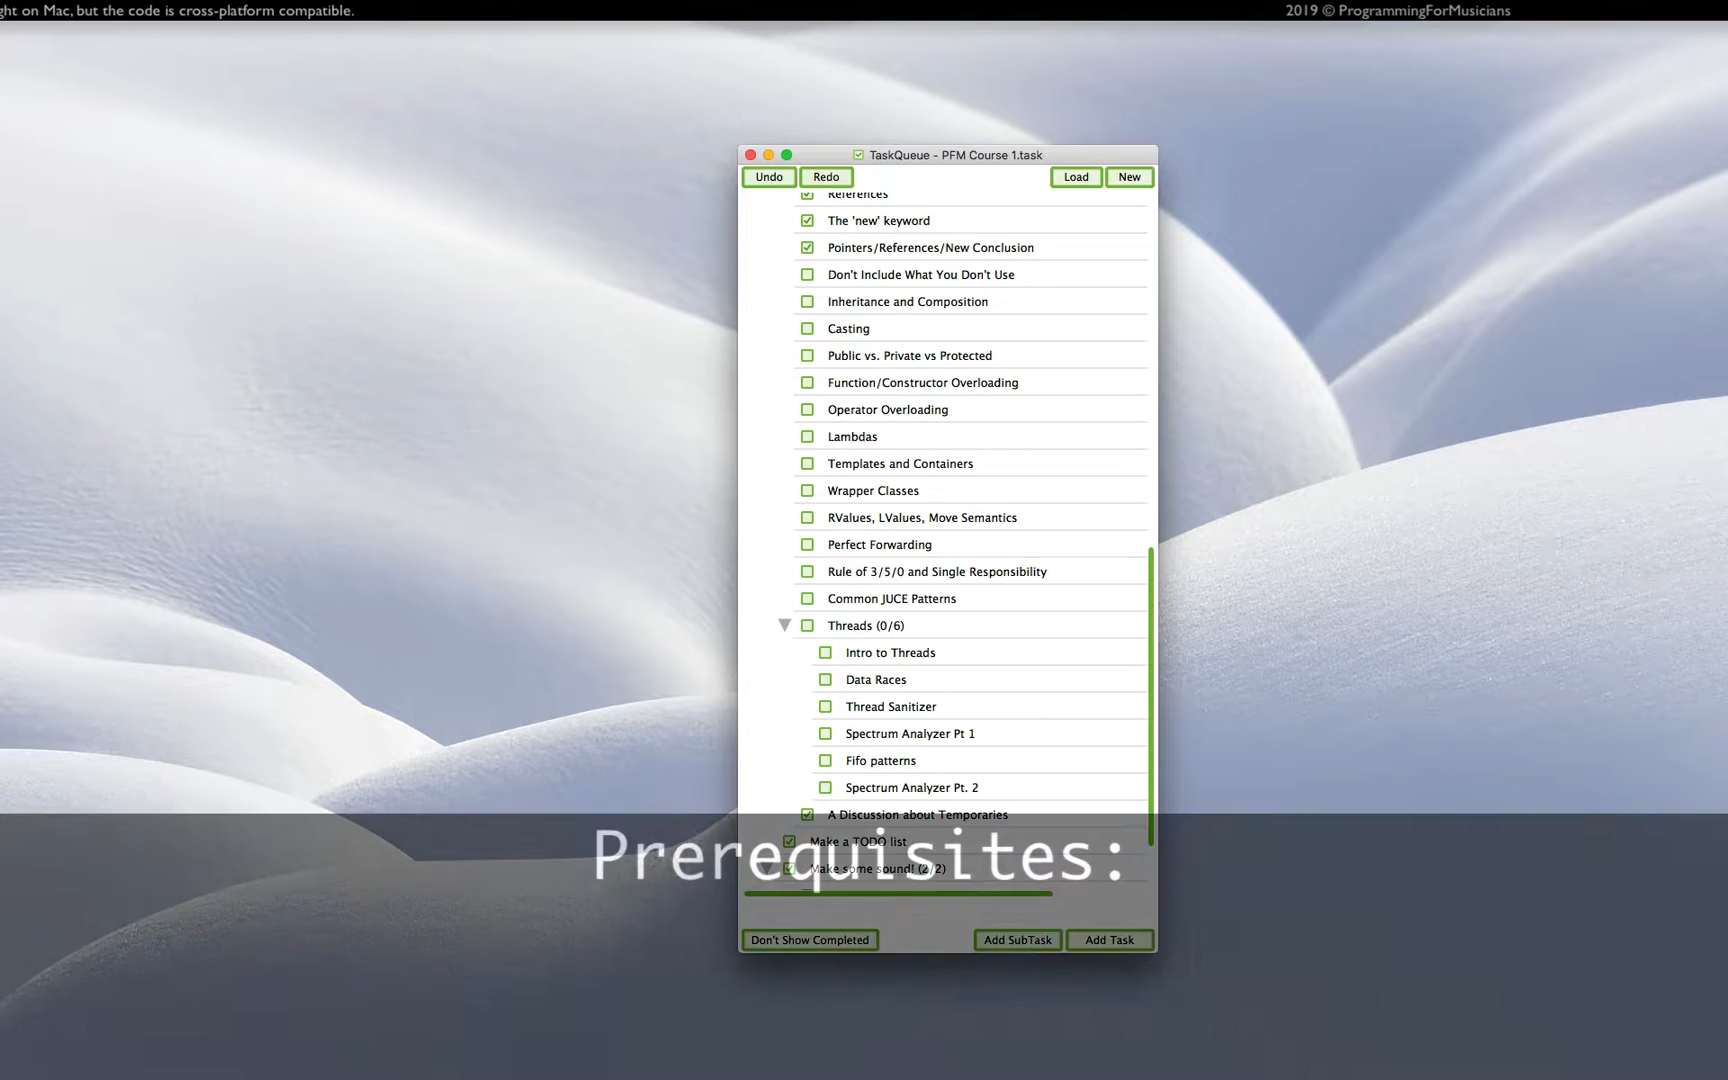 ght on Mac, but the code is cross-platform compatible.
2019 © ProgrammingForMusicians
TaskQueue - PFM Course 1.task
Undo
Redo
Load
New
References
The 'new' keyword
Pointers/References/New Conclusion
Don't Include What You Don't Use
Inheritance and Composition
Casting
Public vs. Private vs Protected
Function/Constructor Overloading
Operator Overloading
Lambdas
Templates and Containers
Wrapper Classes
RValues, LValues, Move Semantics
Perfect Forwarding
Rule of 3/5/0 and Single Responsibility
Common JUCE Patterns
Threads (0/6)
Intro to Threads
Data Races
Thread Sanitizer
Spectrum Analyzer Pt 1
Fifo patterns
Spectrum Analyzer Pt. 2
A Discussion about Temporaries
Make a TODO list
Prerequisites:
Make some sound! (2/2)
Don't Show Completed
Add SubTask
Add Task